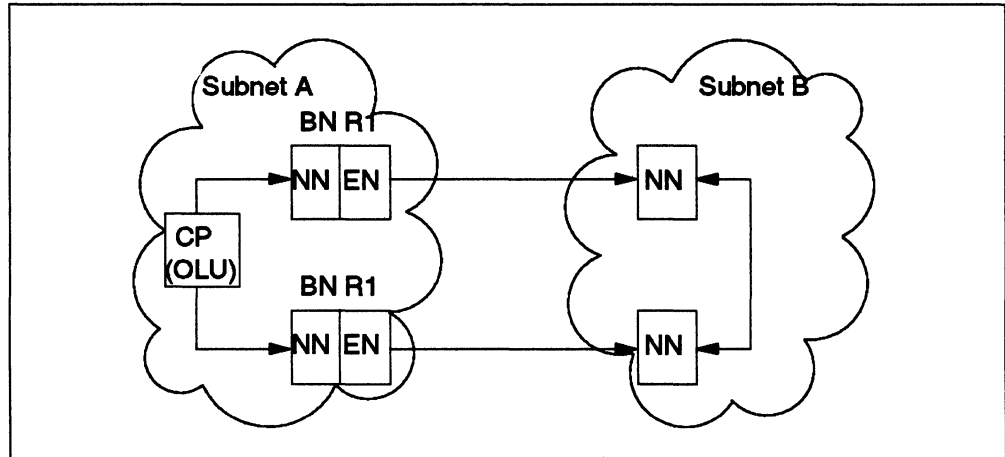 Subnet A
Subnet B
BN R1
NN EN
NN
CP
(OLU)
BN R1
NN EN
NN